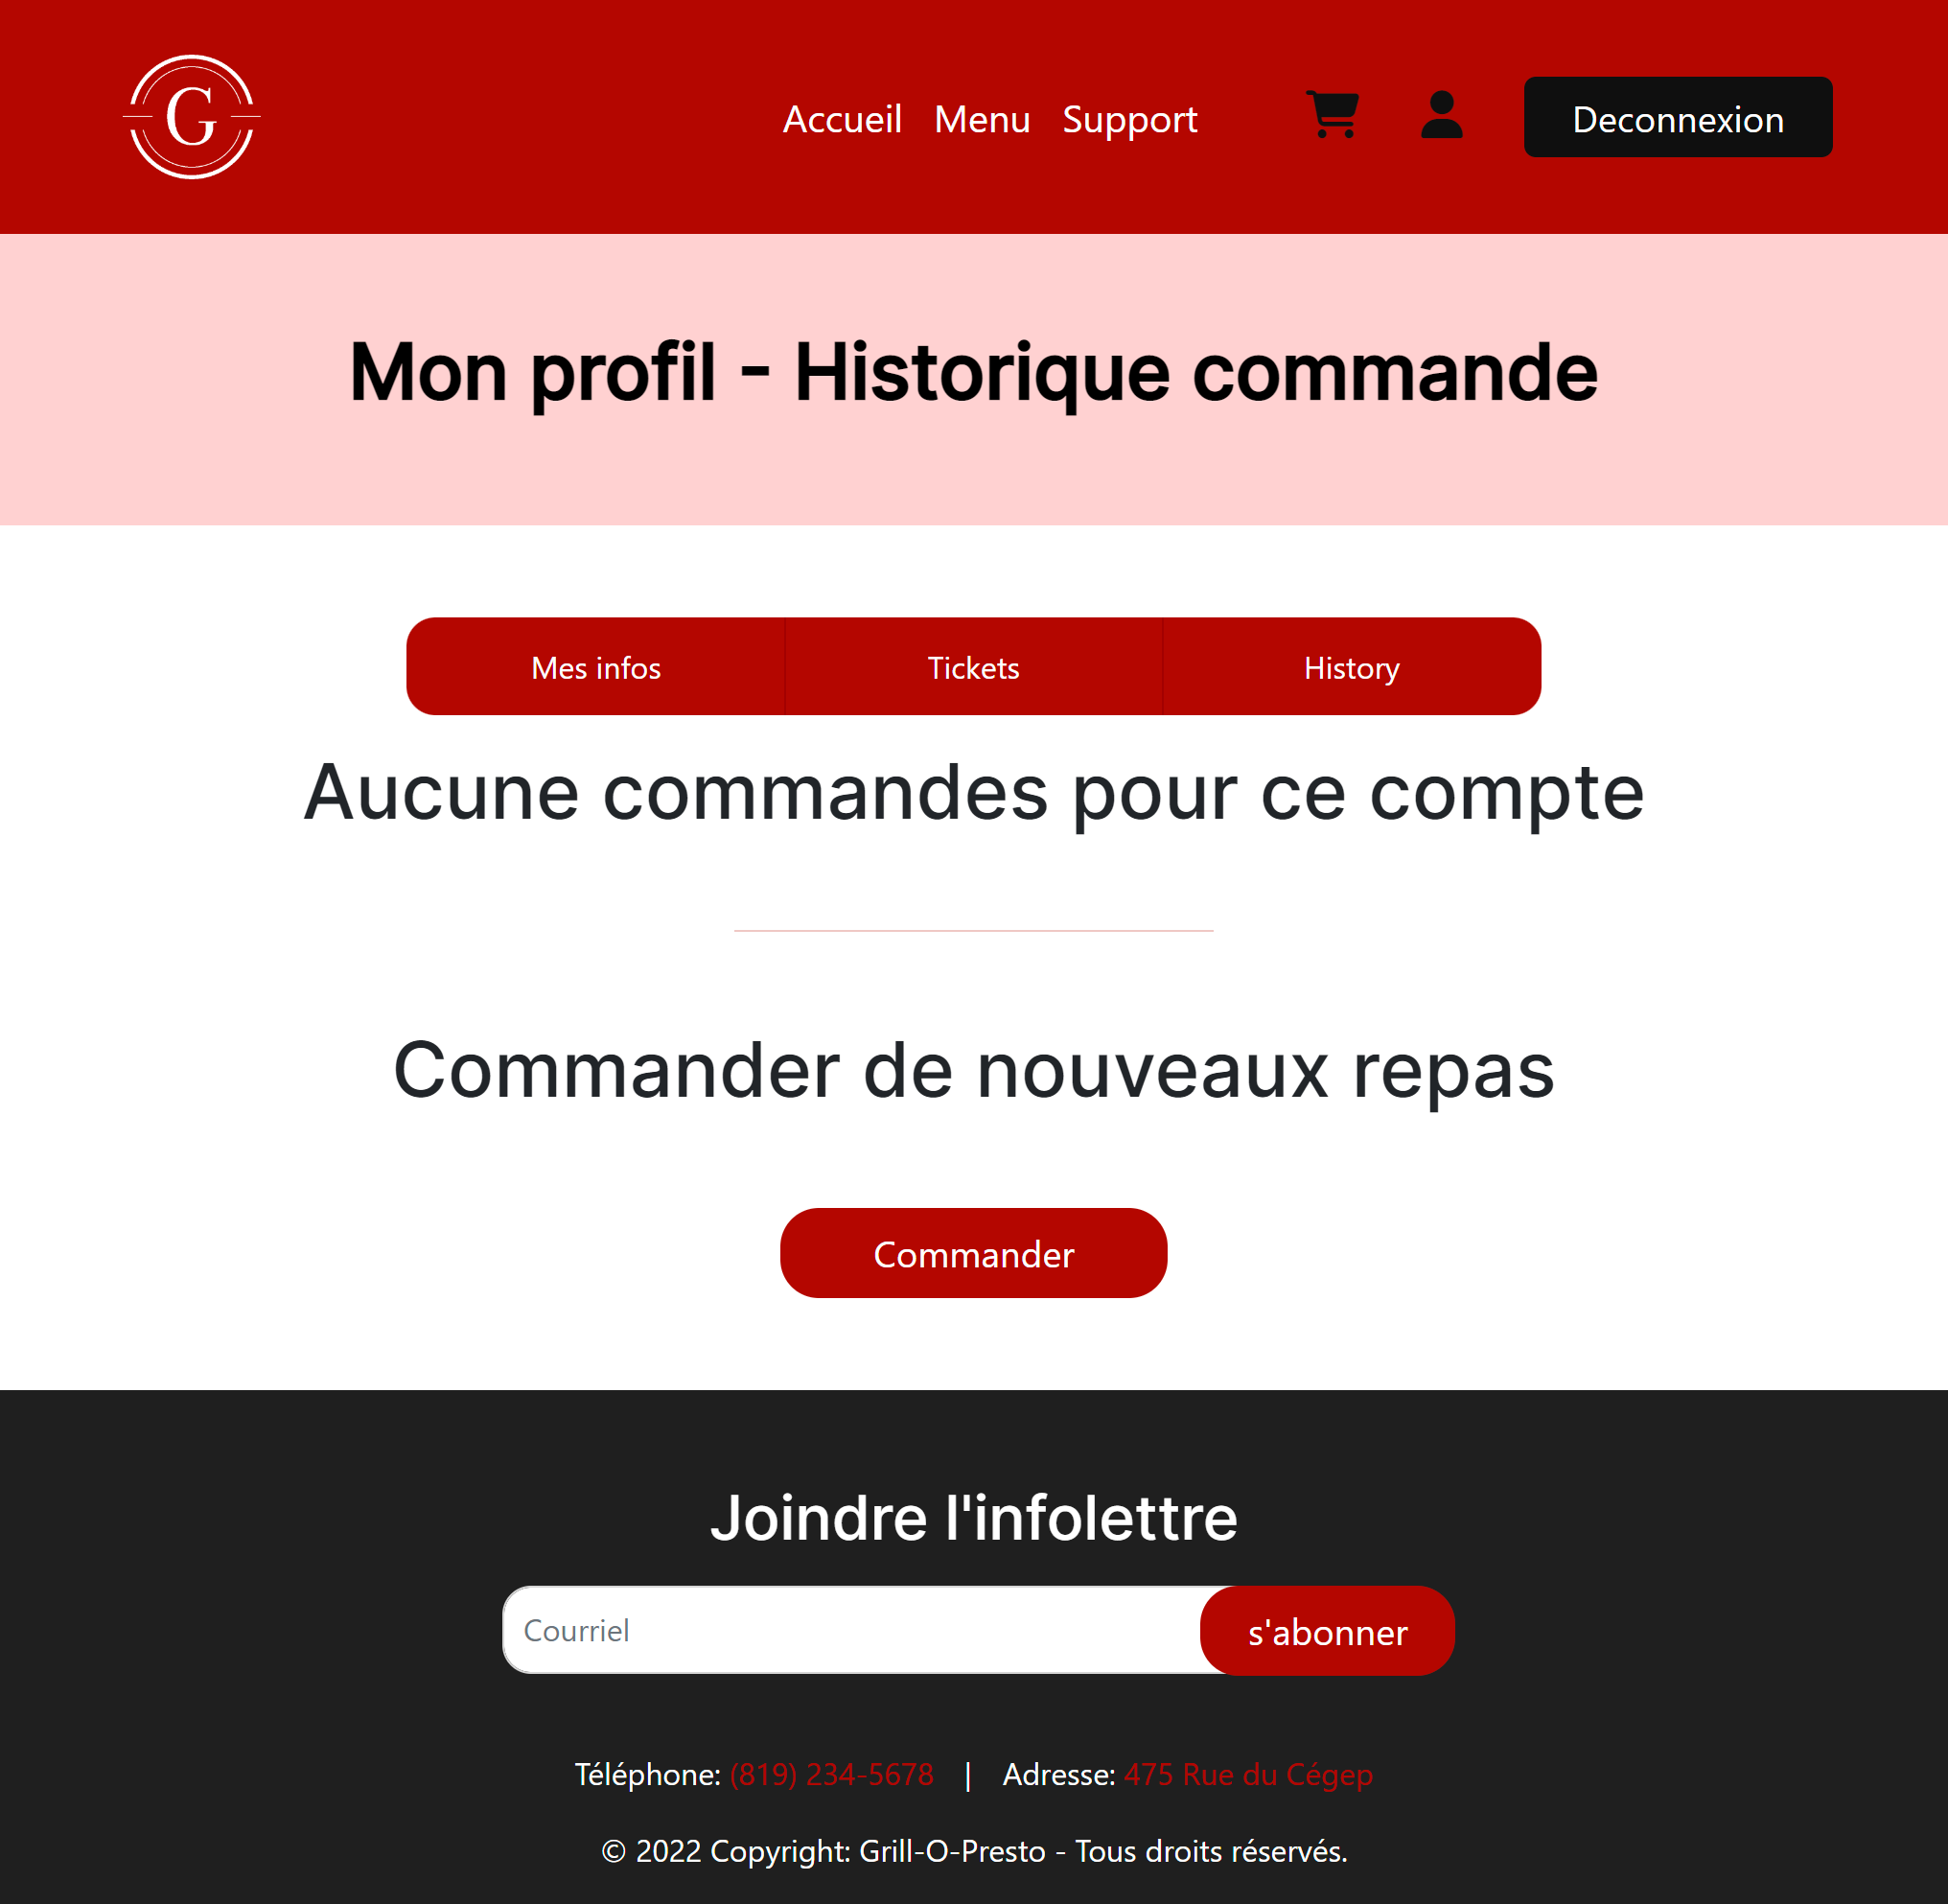 G
Accueil Menu Support Deconnexion
Mon profil - Historique commande
Mes infos Tickets History
Aucune commandes pour ce compte
Commander de nouveaux repas
Commander
Joindre l'infolettre
Courriel s'abonner
Téléphone: (819) 234-5678 | Adresse: 475 Rue du Cégep
© 2022 Copyright: Grill-O-Presto - Tous droits réservés.